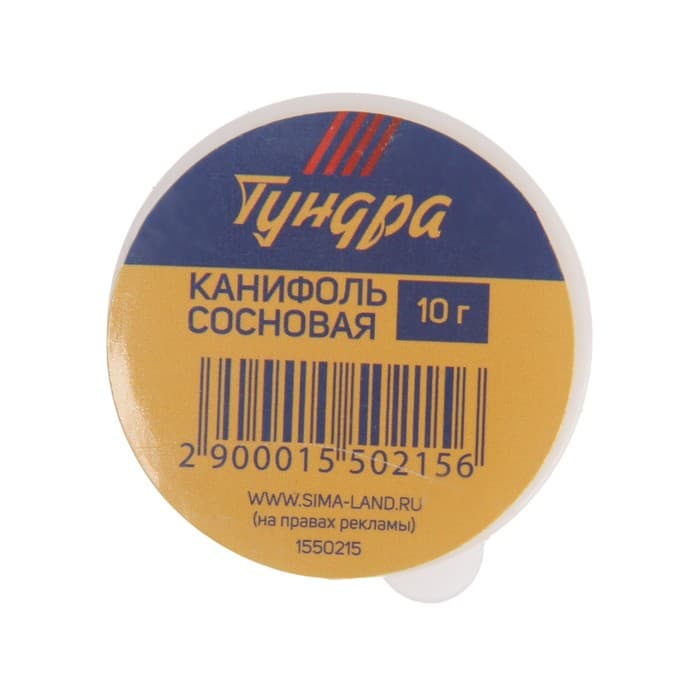 Тундра
КАНИФОЛЬ
СОСНОВАЯ
10 г
2 900015 502156
WWW.SIMA-LAND.RU
(на правах рекламы)
1550215